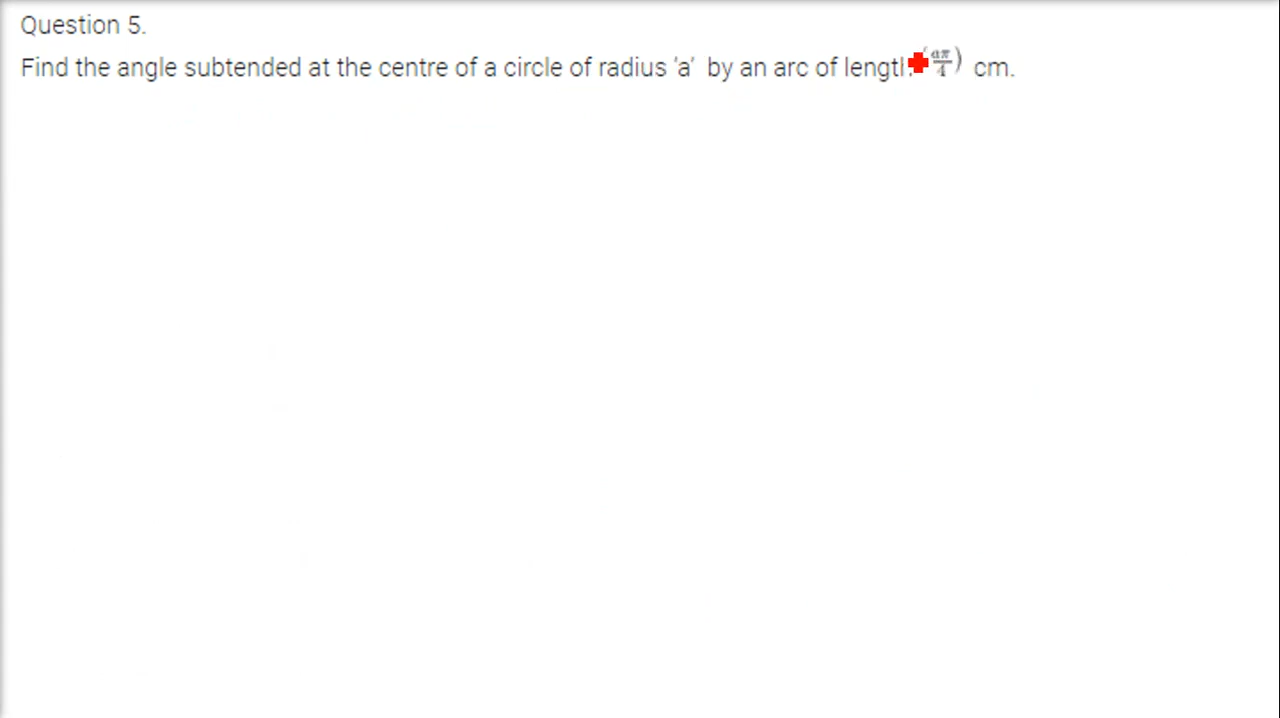 Question 5.
Find the angle subtended at the centre of a circle of radius 'a' by an arc of length (aπ/4) cm.